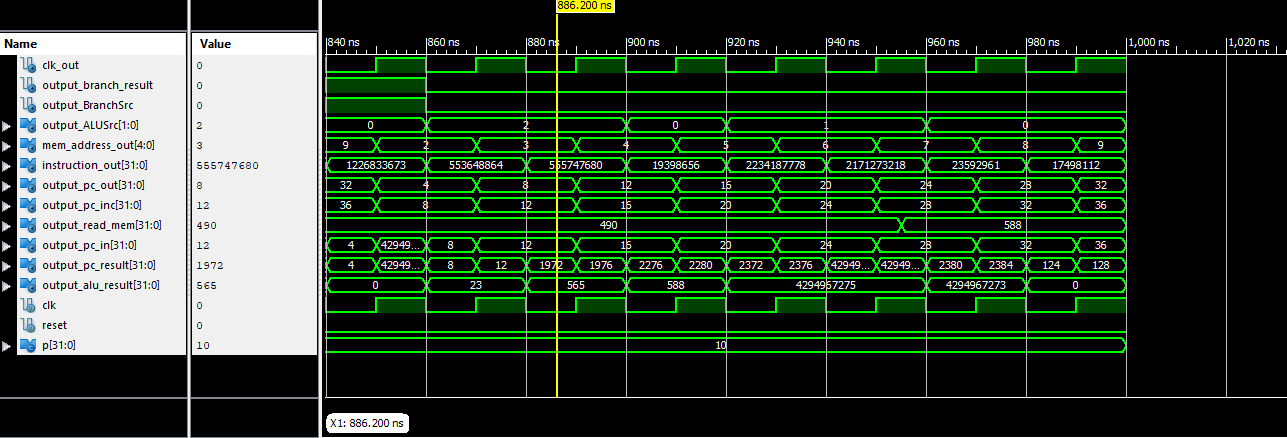 886.200 ns
Name Value 840 ns 860 ns 880 ns 900 ns 920 ns 940 ns 960 ns 980 ns 1,000 ns 1,020 ns
clk_out 0
output_branch_result 0
output_BranchSrc 0
output_ALUSrc[1:0] 2 0 2 0 1 0
mem_address_out[4:0] 3 9 2 3 4 5 6 7 8 9
instruction_out[31:0] 555747680 1226833673 553648864 555747680 19398656 2234187778 2171273218 23592961 17498112
output_pc_out[31:0] 8 32 4 8 12 16 20 24 28 32
output_pc_inc[31:0] 12 36 8 12 16 20 24 28 32 36
output_read_mem[31:0] 490 490 588
output_pc_in[31:0] 12 4 42949... 8 12 16 20 24 28 32 36
output_pc_result[31:0] 1972 4 42949... 8 12 1972 1976 2276 2280 2372 2376 42949... 42949... 2380 2384 124 128
output_alu_result[31:0] 565 0 23 565 588 4294967275 4294967273 0
clk 0
reset 0
p[31:0] 10 10
X1: 886.200 ns